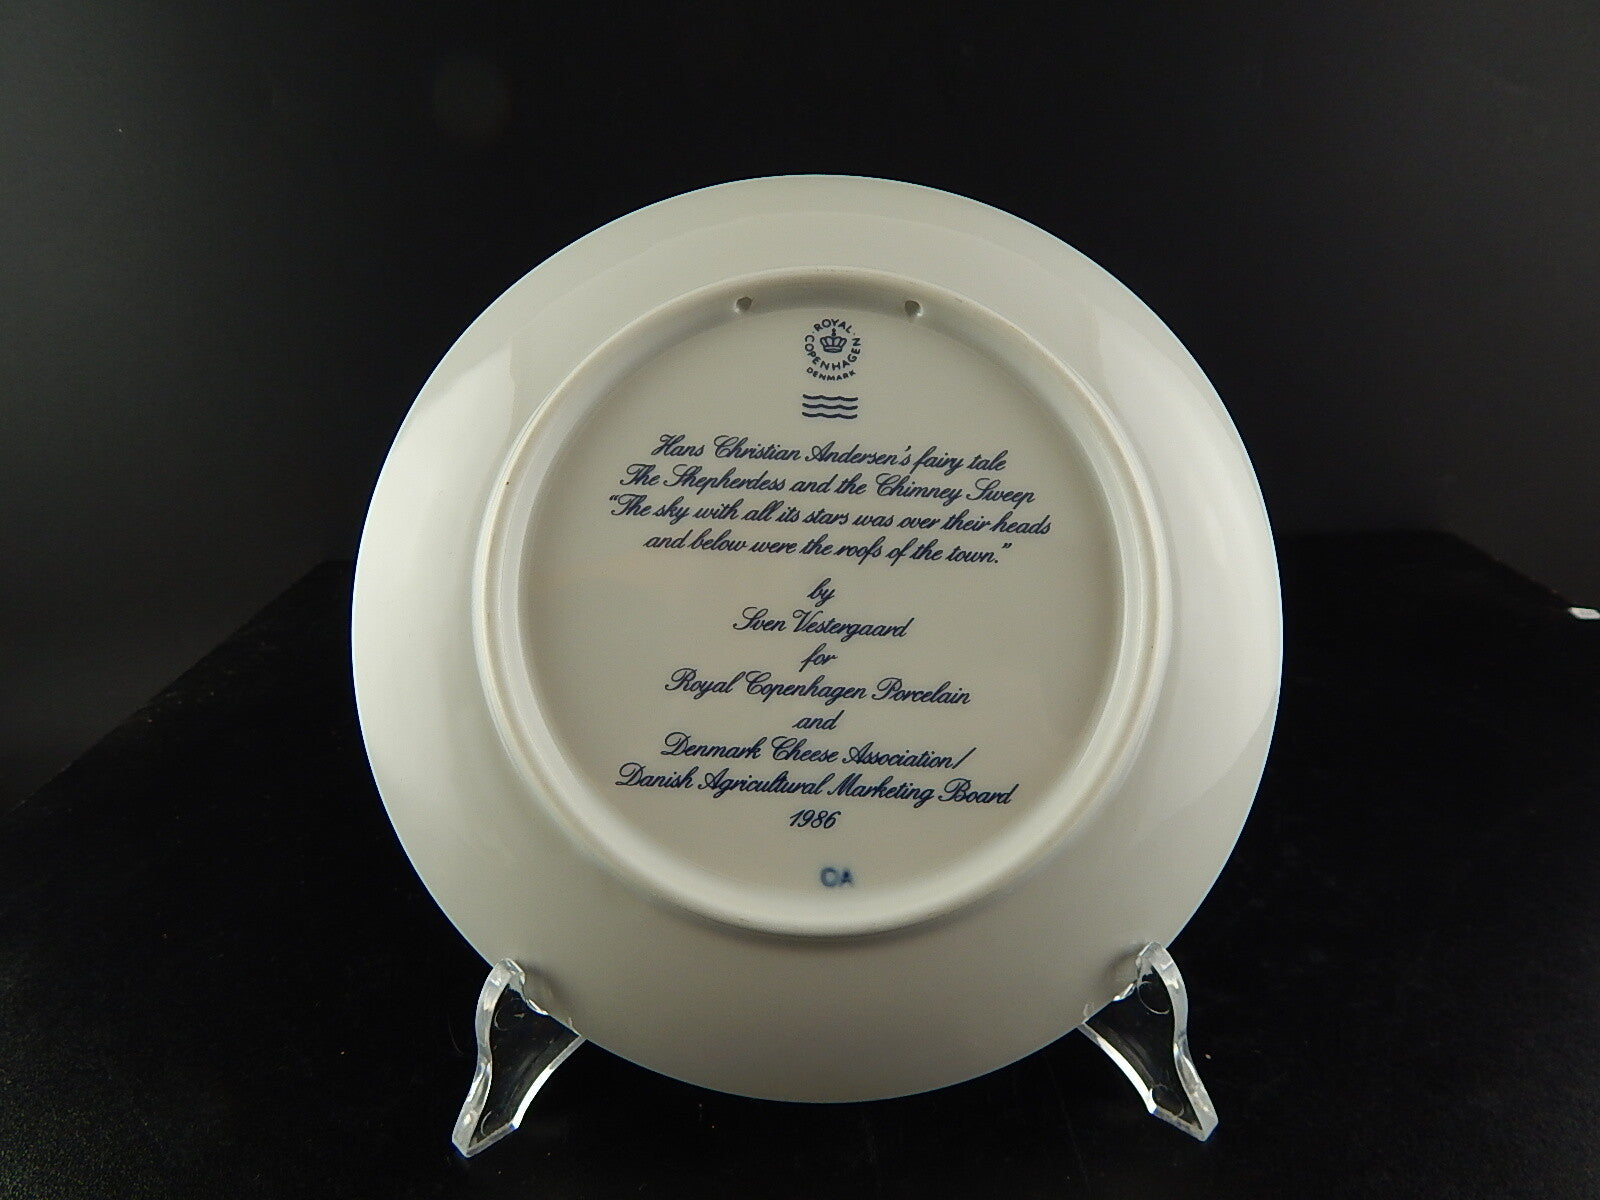 ROYAL
COPENHAGEN
DENMARK
Hans Christian Andersen's fairy tale
The Shepherdess and the Chimney Sweep
"The sky with all its stars was over their heads
and below were the roofs of the town."
by
Sven Vestergaard
for
Royal Copenhagen Porcelain
and
Denmark Cheese Association/
Danish Agricultural Marketing Board
1986
CA